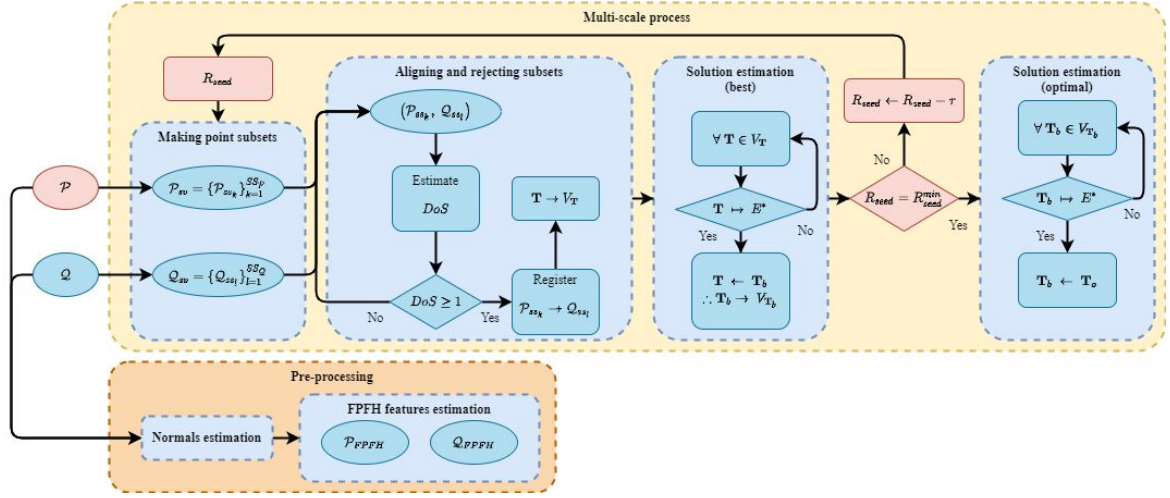 Multi-scale process
R_seed
Making point subsets
P
P_sv = {P_sv_k}_{k=1}^{SS_P}
Q
Q_sv = {Q_ss_l}_{l=1}^{SS_Q}
Aligning and rejecting subsets
(P_ss_k, Q_ss_l)
Estimate
DoS
DoS ≥ 1
No
Yes
Register
P_ss_k → Q_ss_l
T → V_T
Solution estimation
(best)
∀ T ∈ V_T
T ↦ E*
No
Yes
T ← T_b
∴ T_b → V_T_b
R_seed ← R_seed − τ
No
R_seed = R_seed^min
Yes
Solution estimation
(optimal)
∀ T_b ∈ V_T_b
T_b ↦ E*
No
Yes
T_b ← T_o
Pre-processing
Normals estimation
FPFH features estimation
P_FPFH
Q_FPFH